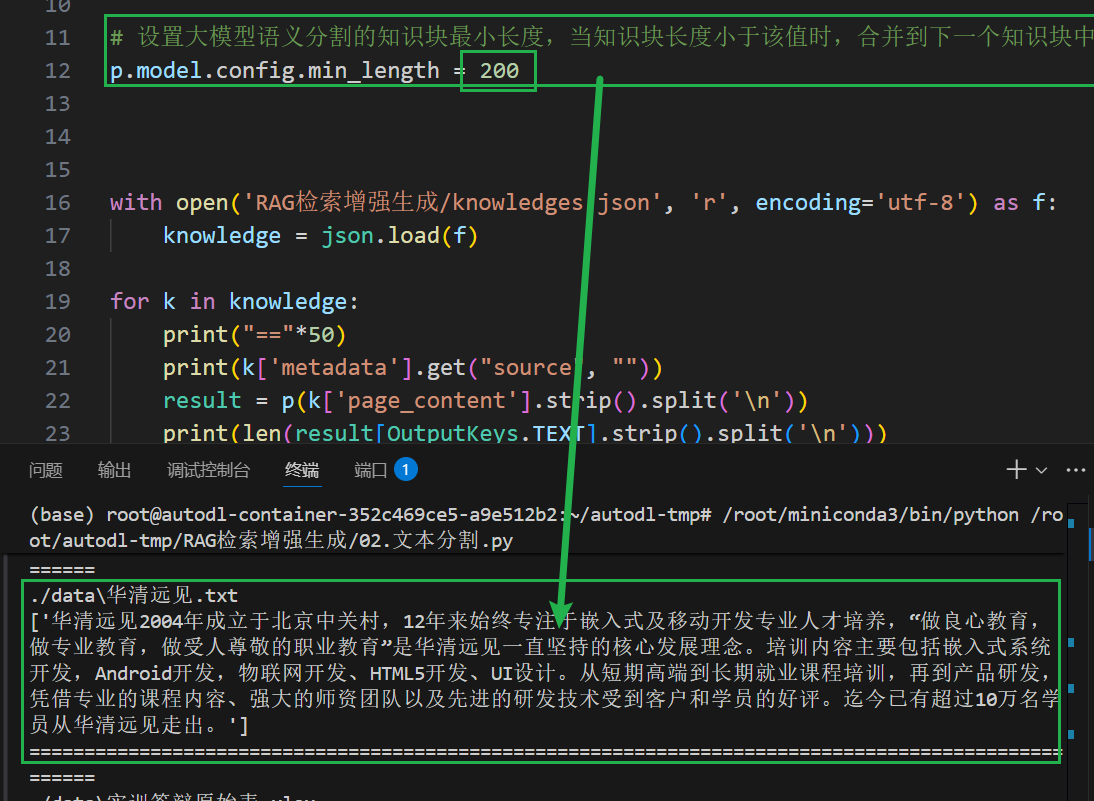 10
11 # 设置大模型语义分割的知识块最小长度，当知识块长度小于该值时，合并到下一个知识块中
12 p.model.config.min_length = 200
13
14
15
16 with open('RAG检索增强生成/knowledges.json', 'r', encoding='utf-8') as f:
17 knowledge = json.load(f)
18
19 for k in knowledge:
20 print("=="*50)
21 print(k['metadata'].get("source", ""))
22 result = p(k['page_content'].strip().split('\n'))
23 print(len(result[OutputKeys.TEXT].strip().split('\n')))
问题 输出 调试控制台 终端 端口 1
(base) root@autodl-container-352c469ce5-a9e512b2:~/autodl-tmp# /root/miniconda3/bin/python /ro
ot/autodl-tmp/RAG检索增强生成/02.文本分割.py
======
./data\华清远见.txt
['华清远见2004年成立于北京中关村，12年来始终专注于嵌入式及移动开发专业人才培养，“做良心教育，
做专业教育，做受人尊敬的职业教育”是华清远见一直坚持的核心发展理念。培训内容主要包括嵌入式系统
开发，Android开发，物联网开发、HTML5开发、UI设计。从短期高端到长期就业课程培训，再到产品研发，
凭借专业的课程内容、强大的师资团队以及先进的研发技术受到客户和学员的好评。迄今已有超过10万名学
员从华清远见走出。']
==============================================================================================
======
./data\实训答辩原始表.xlsx